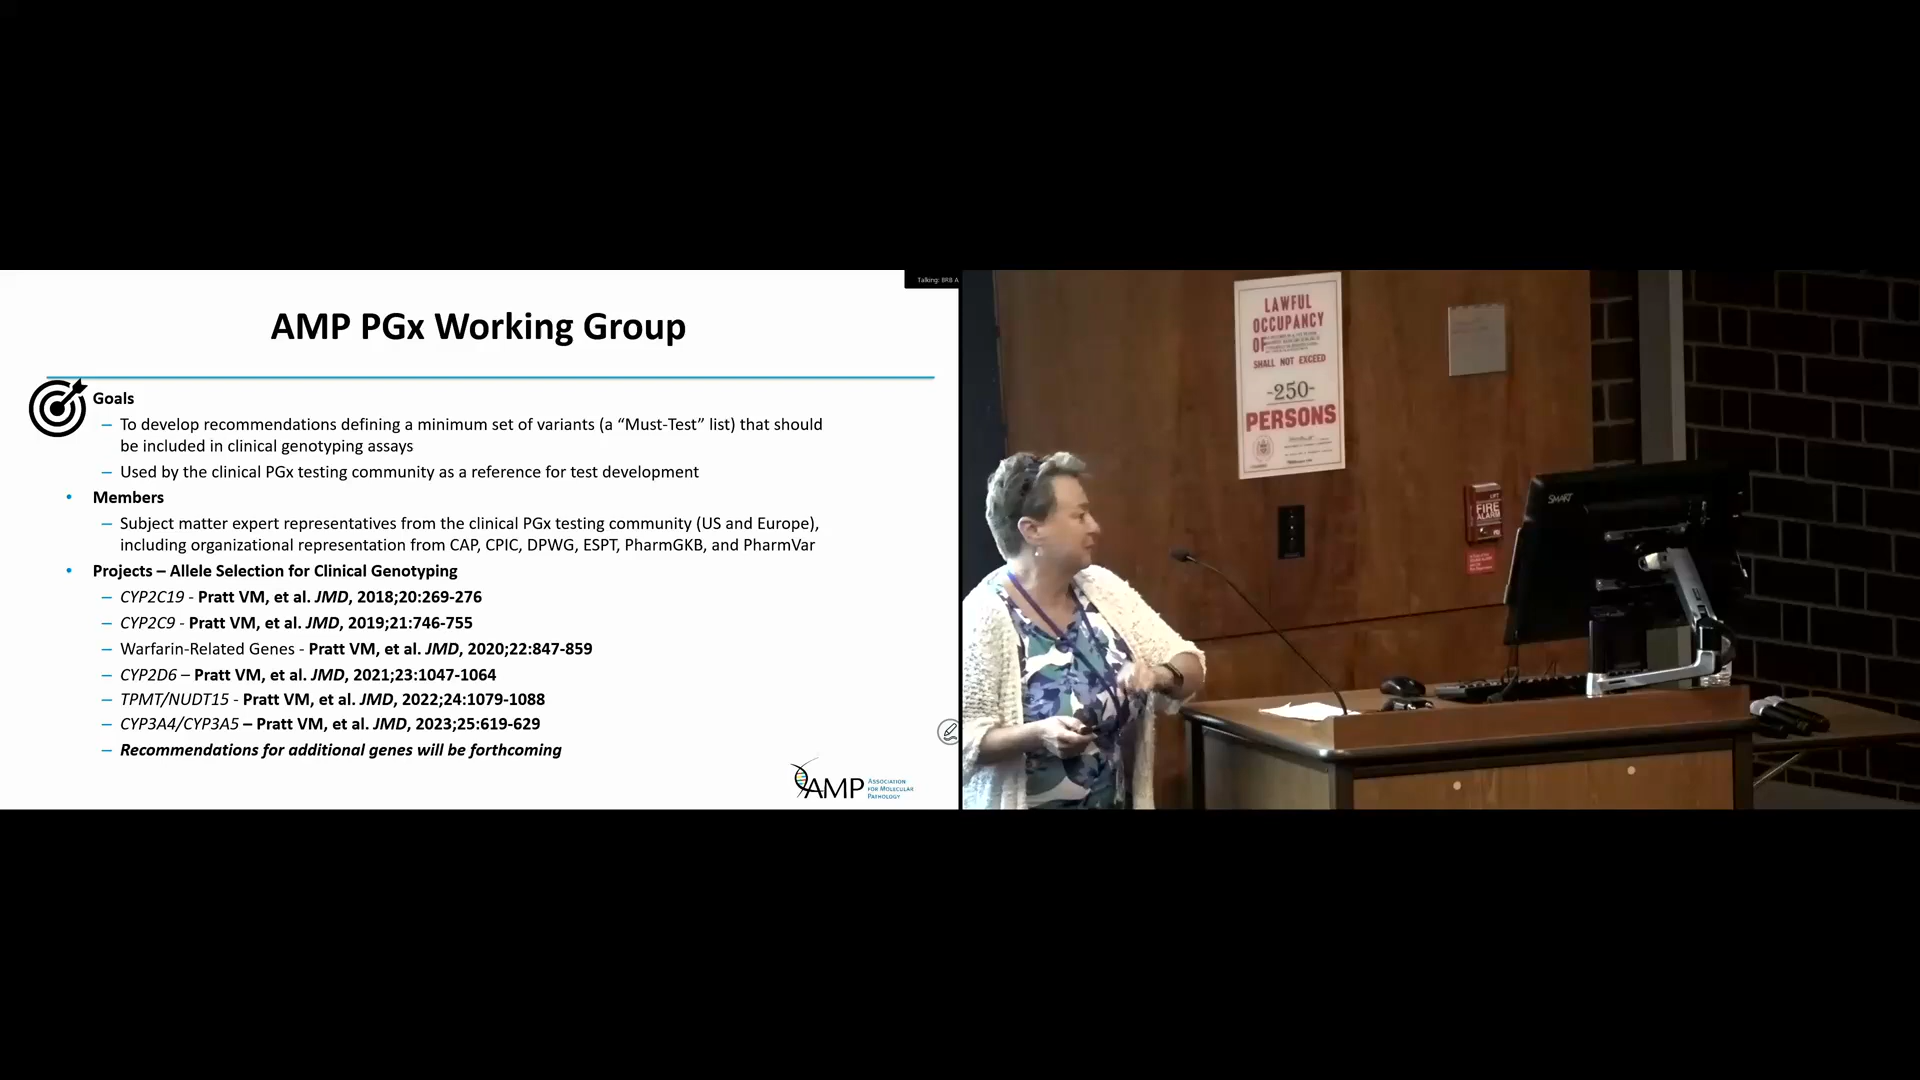 Talking: BRB A
AMP PGx Working Group
Goals
– To develop recommendations defining a minimum set of variants (a “Must-Test” list) that should
be included in clinical genotyping assays
– Used by the clinical PGx testing community as a reference for test development
• Members
– Subject matter expert representatives from the clinical PGx testing community (US and Europe),
including organizational representation from CAP, CPIC, DPWG, ESPT, PharmGKB, and PharmVar
• Projects – Allele Selection for Clinical Genotyping
– CYP2C19 - Pratt VM, et al. JMD, 2018;20:269-276
– CYP2C9 - Pratt VM, et al. JMD, 2019;21:746-755
– Warfarin-Related Genes - Pratt VM, et al. JMD, 2020;22:847-859
– CYP2D6 – Pratt VM, et al. JMD, 2021;23:1047-1064
– TPMT/NUDT15 - Pratt VM, et al. JMD, 2022;24:1079-1088
– CYP3A4/CYP3A5 – Pratt VM, et al. JMD, 2023;25:619-629
– Recommendations for additional genes will be forthcoming
AMP
ASSOCIATION
FOR MOLECULAR
PATHOLOGY
LAWFUL
OCCUPANCY
OF
SHALL NOT EXCEED
-250-
PERSONS
SMART
FIRE
ALARM